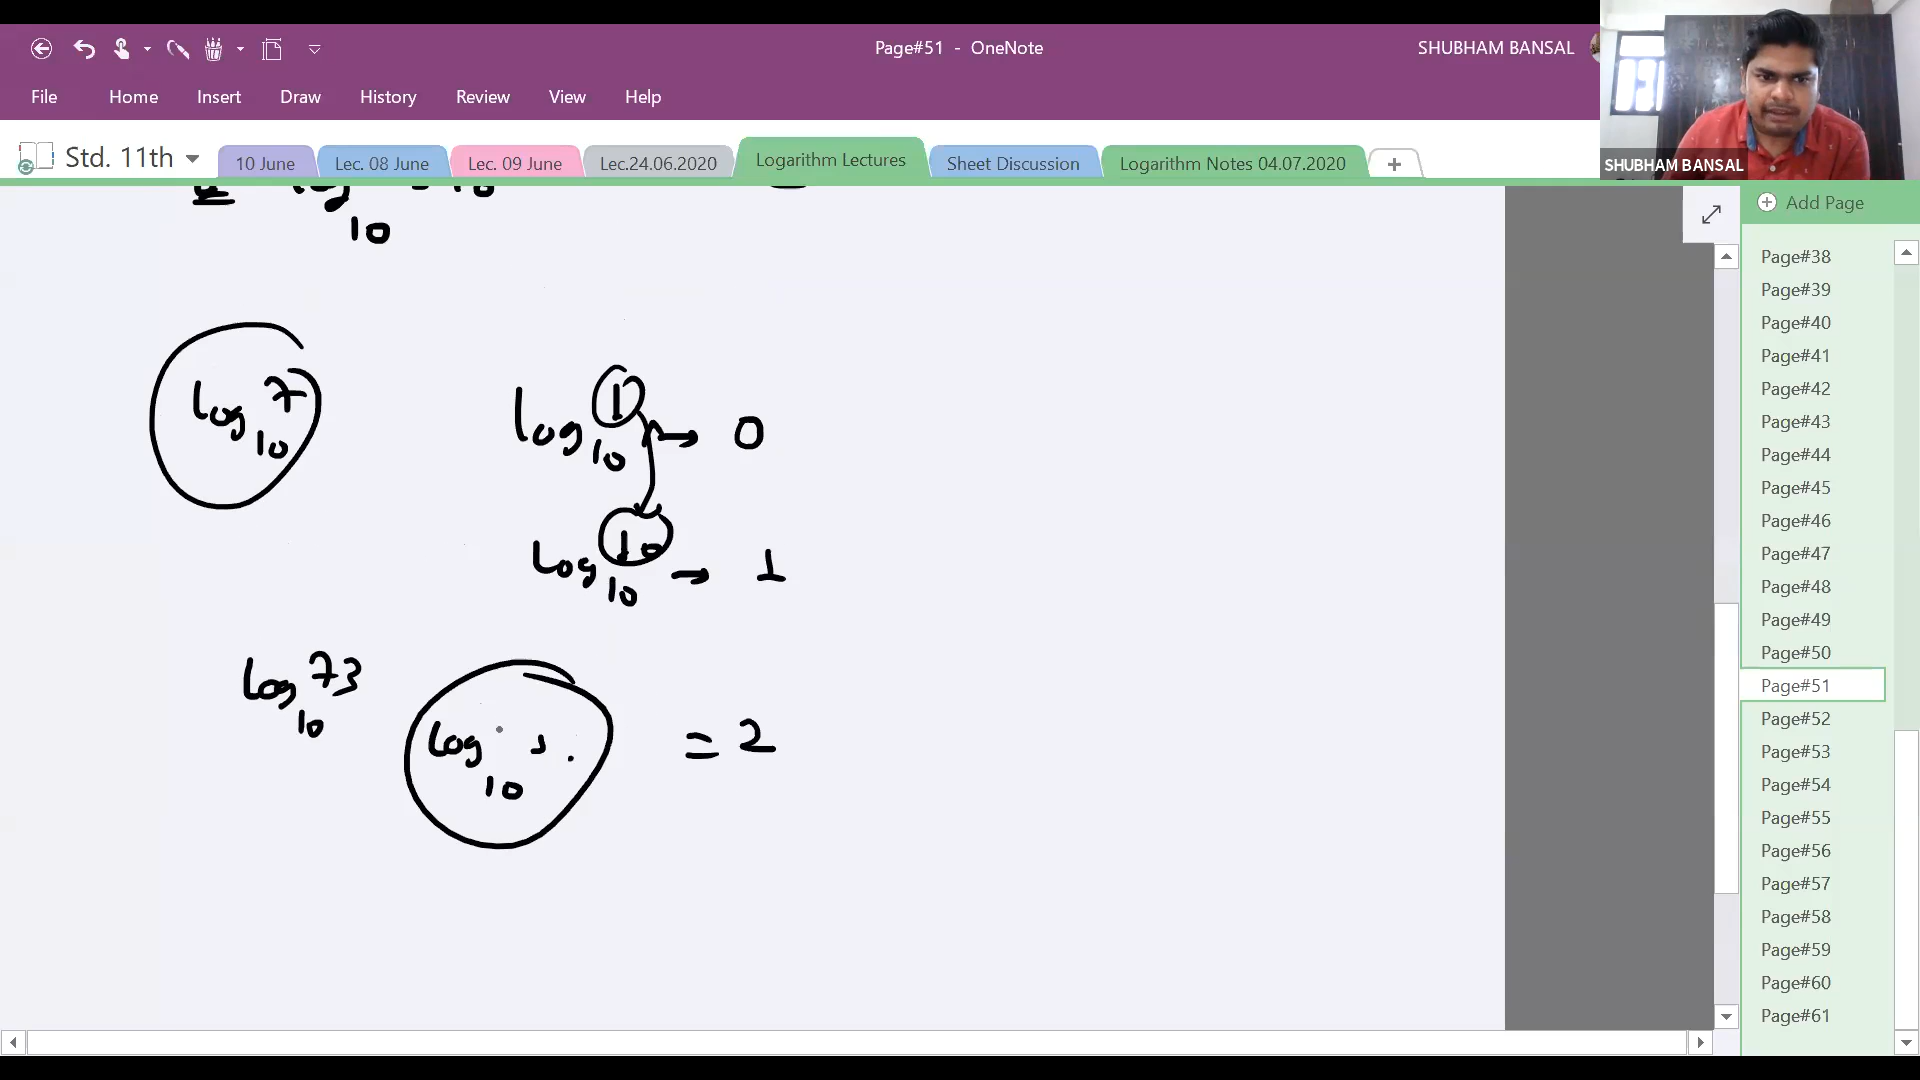 Page#51 - OneNote
SHUBHAM BANSAL
File Home Insert Draw History Review View Help
Std. 11th
10 June Lec. 08 June Lec. 09 June Lec.24.06.2020 Logarithm Lectures Sheet Discussion Logarithm Notes 04.07.2020 +
SHUBHAM BANSAL
Add Page
Page#38
Page#39
Page#40
Page#41
Page#42
Page#43
Page#44
Page#45
Page#46
Page#47
Page#48
Page#49
Page#50
Page#51
Page#52
Page#53
Page#54
Page#55
Page#56
Page#57
Page#58
Page#59
Page#60
Page#61
10
log₁₀ 7
log₁₀ 1 → 0
log₁₀ 10 → 1
log₁₀ 73
log₁₀
= 2